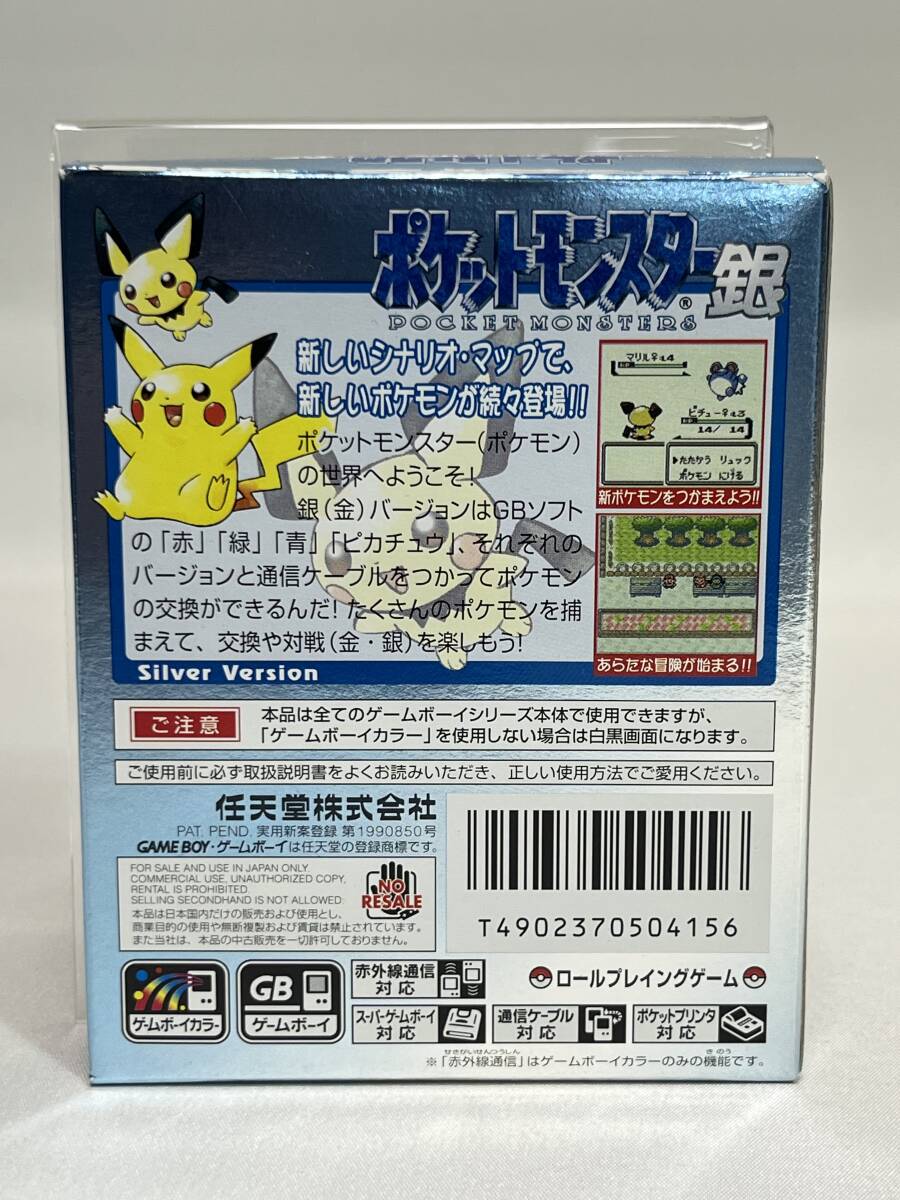 ポケットモンスター銀
POCKET MONSTERS®
新しいシナリオ・マップで、
新しいポケモンが続々登場!!
ポケットモンスター(ポケモン)
の世界へようこそ!
銀(金)バージョンはGBソフト
の「赤」「緑」「青」「ピカチュウ」、それぞれの
バージョンと通信ケーブルをつかってポケモン
の交換ができるんだ!たくさんのポケモンを捕
まえて、交換や対戦(金・銀)を楽しもう!
Silver Version
マリル♀:L4
HP
ピチュー♀:L3
HP
14/ 14
▶たたかう リュック
ポケモン にげる
新ポケモンをつかまえよう!!
あらたな冒険が始まる!!
ご注意
本品は全てのゲームボーイシリーズ本体で使用できますが、
「ゲームボーイカラー」を使用しない場合は白黒画面になります。
ご使用前に必ず取扱説明書をよくお読みいただき、正しい使用方法でご愛用ください。
任天堂株式会社
PAT. PEND. 実用新案登録 第1990850号
GAME BOY・ゲームボーイは任天堂の登録商標です。
FOR SALE AND USE IN JAPAN ONLY.
COMMERCIAL USE, UNAUTHORIZED COPY,
RENTAL IS PROHIBITED.
SELLING SECONDHAND IS NOT ALLOWED.
本品は日本国内だけの販売および使用とし、
商業目的の使用や無断複製および賃貸は禁止されています。
また当社は、本品の中古販売を一切許可しておりません。
NO
RESALE
T4902370504156
ゲームボーイカラー
GB
ゲームボーイ
赤外線通信
対応
ロールプレイングゲーム
スーパーゲームボーイ
対応
通信ケーブル
対応
ポケットプリンタ
対応
※「赤外線通信」はゲームボーイカラーのみの機能です。
せきがいせんつうしん
きのう